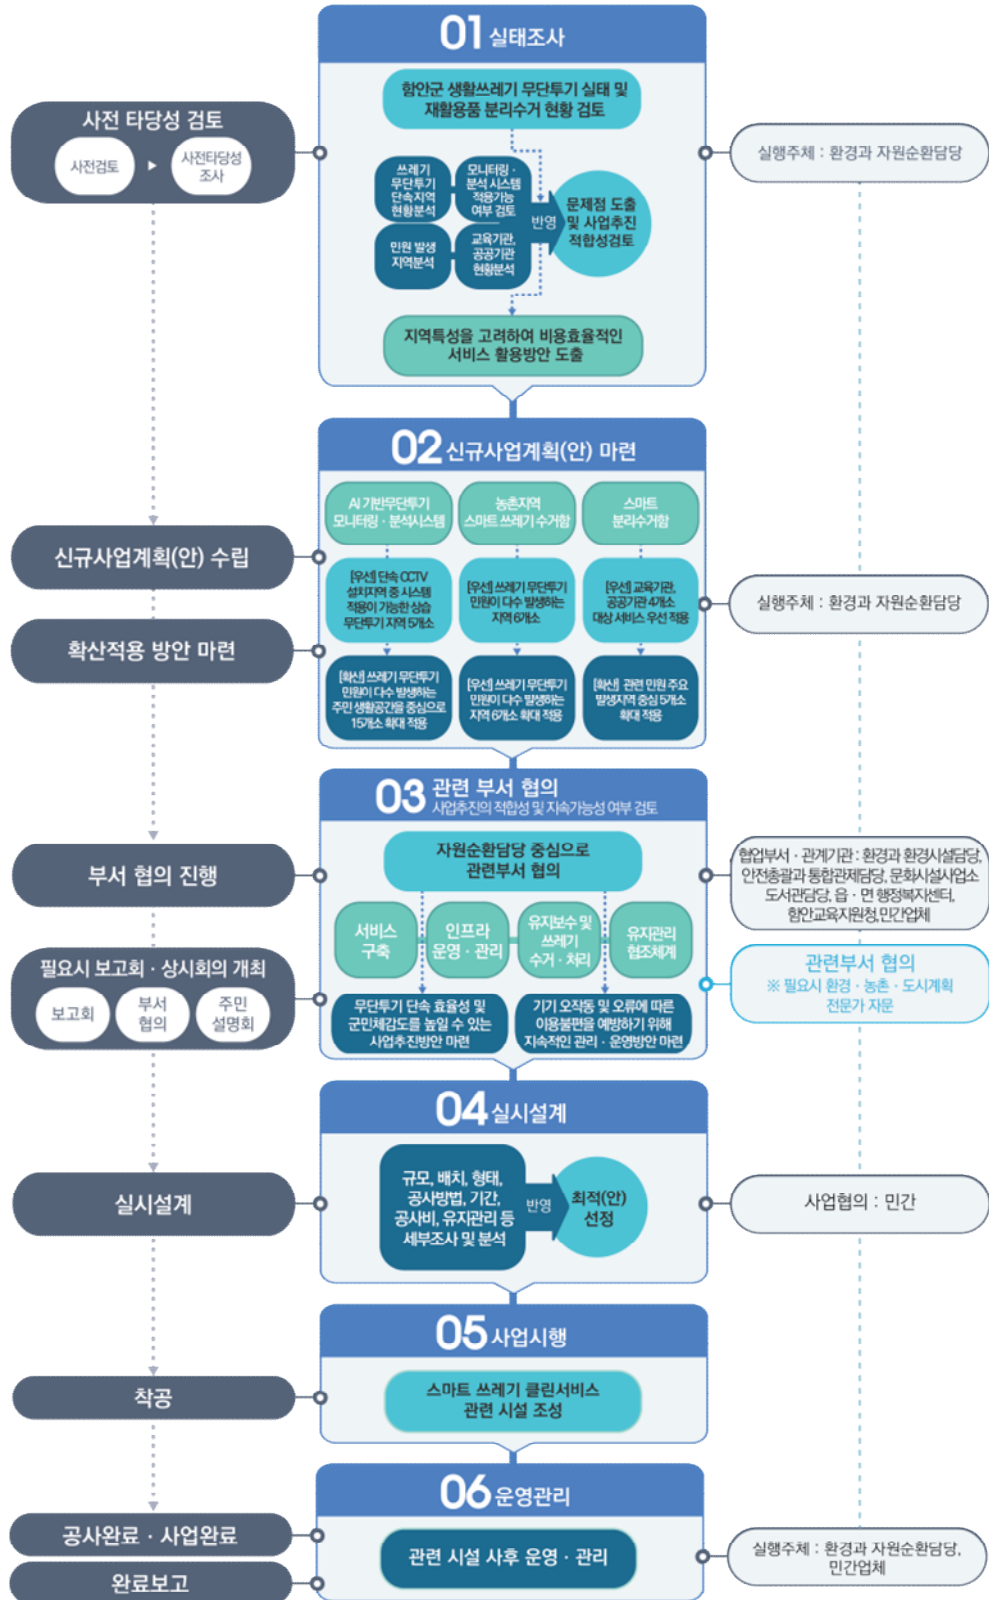 01 실태조사
사전 타당성 검토
사전검토
사전타당성
조사
함안군 생활쓰레기 무단투기 실태 및
재활용품 분리수거 현황 검토
쓰레기
무단투기
단속지역
현황분석
모니터링 ·
분석 시스템
적용가능
여부 검토
민원 발생
지역분석
교육기관,
공공기관
현황분석
반영
문제점 도출
및 사업추진
적합성검토
지역특성을 고려하여 비용효율적인
서비스 활용방안 도출
실행주체 : 환경과 자원순환담당
02 신규사업계획(안) 마련
신규사업계획(안) 수립
확산적용 방안 마련
AI 기반무단투기
모니터링 · 분석시스템
농촌지역
스마트 쓰레기 수거함
스마트
분리수거함
[우선] 단속 CCTV
설치지역 중 시스템
적용이 가능한 상습
무단투기 지역 5개소
[우선] 쓰레기 무단투기
민원이 다수 발생하는
지역 6개소
[우선] 교육기관,
공공기관 4개소
대상 서비스 우선 적용
[확산] 쓰레기 무단투기
민원이 다수 발생하는
주민 생활공간을 중심으로
15개소 확대 적용
[우선] 쓰레기 무단투기
민원이 다수 발생하는
지역 6개소 확대 적용
[확산] 관련 민원 주요
발생지역 중심 5개소
확대 적용
실행주체 : 환경과 자원순환담당
03 관련 부서 협의
사업추진의 적합성 및 지속가능성 여부 검토
부서 협의 진행
필요시 보고회 · 상시회의 개최
보고회
부서
협의
주민
설명회
자원순환담당 중심으로
관련부서 협의
서비스
구축
인프라
운영 · 관리
유지보수 및
쓰레기
수거 · 처리
유지관리
협조체계
무단투기 단속 효율성 및
군민체감도를 높일 수 있는
사업추진방안 마련
기기 오작동 및 오류에 따른
이용불편을 예방하기 위해
지속적인 관리 · 운영방안 마련
협업부서 · 관계기관 : 환경과 환경시설담당,
안전총괄과 통합관제담당, 문화시설사업소
도서관담당, 읍 · 면 행정복지센터,
함안교육지원청,민간업체
관련부서 협의
※ 필요시 환경 · 농촌 · 도시계획
전문가 자문
04 실시설계
실시설계
규모, 배치, 형태,
공사방법, 기간,
공사비, 유지관리 등
세부조사 및 분석
반영
최적(안)
선정
사업협의 : 민간
05 사업시행
착공
스마트 쓰레기 클린서비스
관련 시설 조성
06 운영관리
공사완료 · 사업완료
완료보고
관련 시설 사후 운영 · 관리
실행주체 : 환경과 자원순환담당,
민간업체